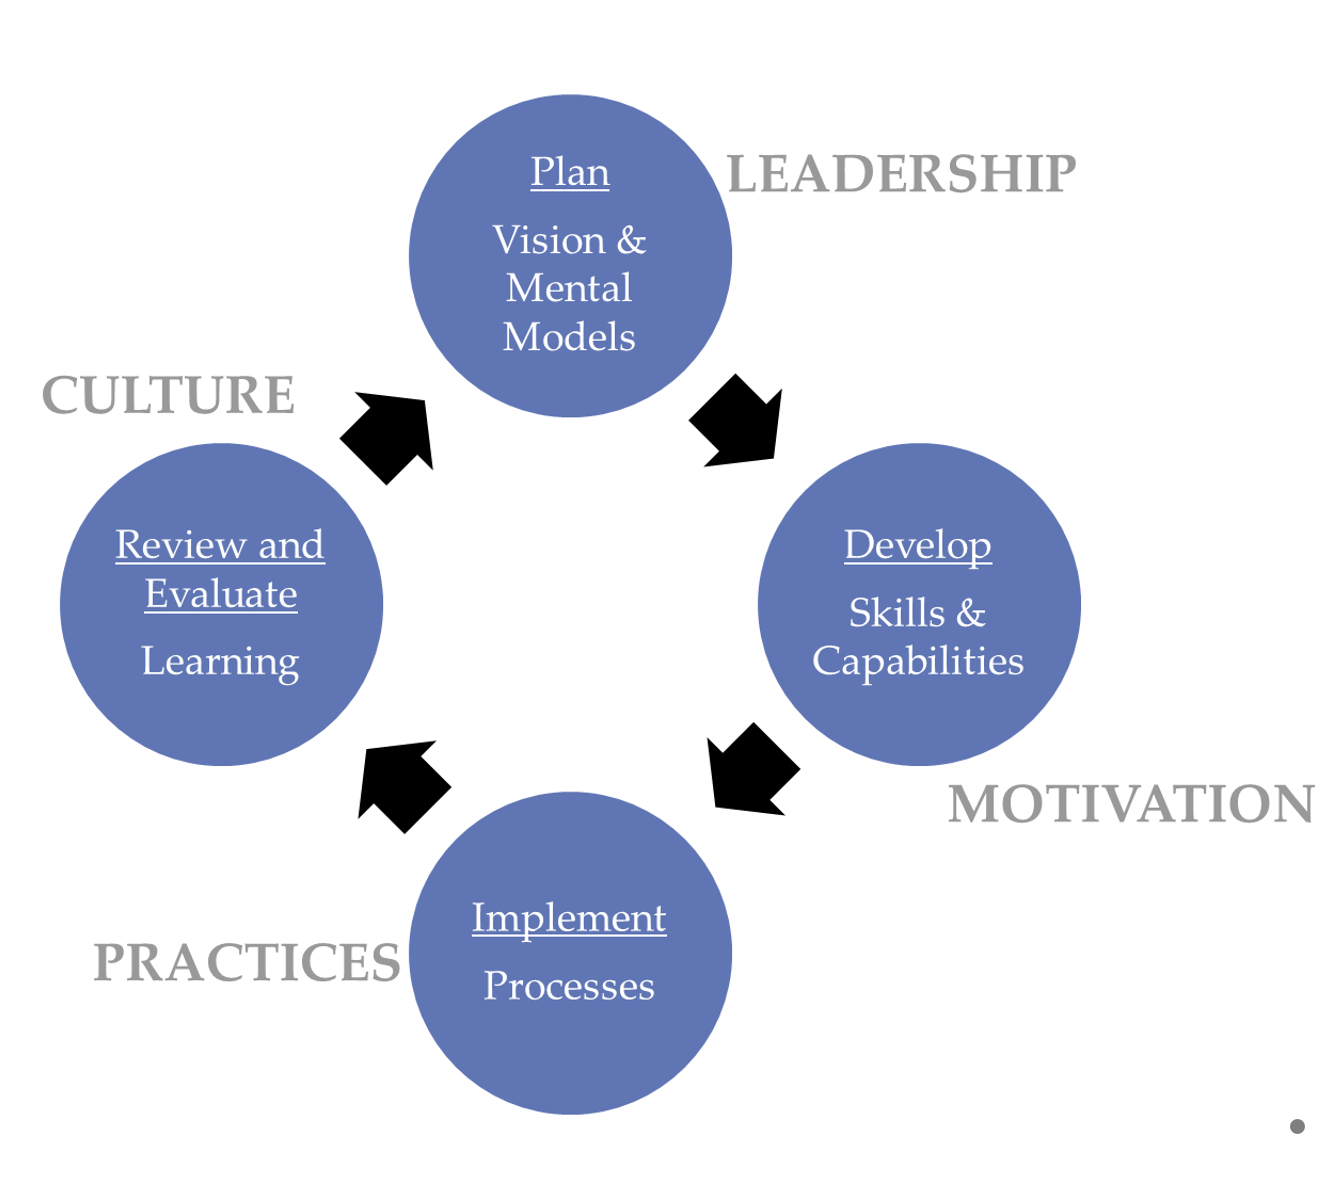 Plan
Vision &
Mental
Models
LEADERSHIP
CULTURE
Review and
Evaluate
Learning
Develop
Skills &
Capabilities
MOTIVATION
Implement
Processes
PRACTICES